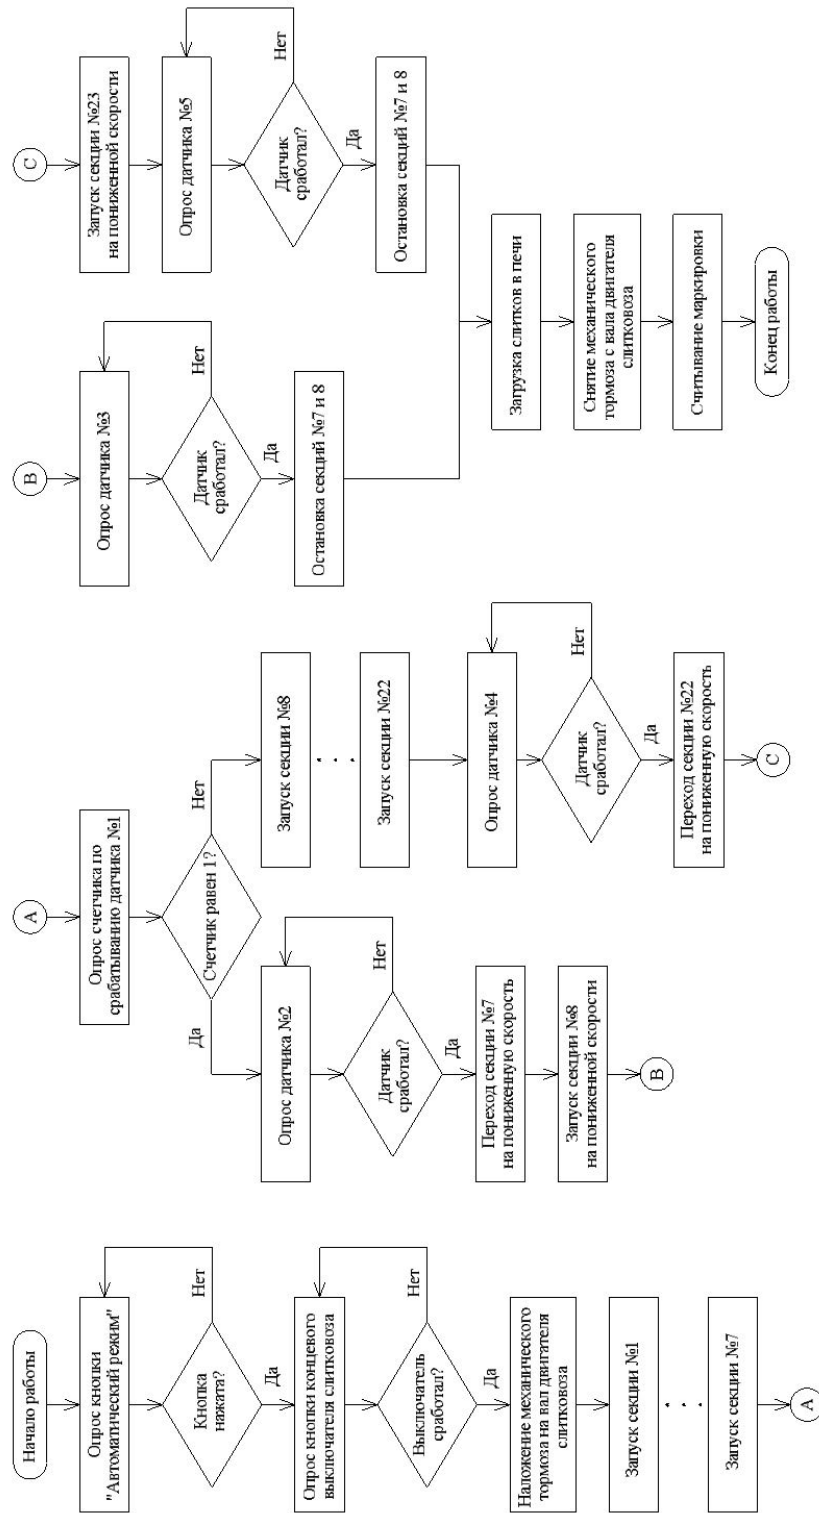 Начало работы
Опрос кнопки
"Автоматический режим"
Кнопка
нажата?
Нет
Да
Опрос кнопки концевого
выключателя слитковоза
Выключатель
сработал?
Нет
Да
Наложение механического
тормоза на вал двигателя
слитковоза
Запуск секции №1
. . .
Запуск секции №7
А
А
Опрос счетчика по
срабатыванию датчика №1
Счетчик равен 1?
Да
Нет
Опрос датчика №2
Датчик
сработал?
Нет
Да
Переход секции №7
на пониженную скорость
Запуск секции №8
на пониженной скорости
В
Запуск секции №8
. . .
Запуск секции №22
Опрос датчика №4
Датчик
сработал?
Нет
Да
Переход секции №22
на пониженную скорость
С
В
Опрос датчика №3
Датчик
сработал?
Нет
Да
Остановка секций №7 и 8
С
Запуск секции №23
на пониженной скорости
Опрос датчика №5
Датчик
сработал?
Нет
Да
Остановка секций №7 и 8
Загрузка слитков в печи
Снятие механического
тормоза с вала двигателя
слитковоза
Считывание маркировки
Конец работы